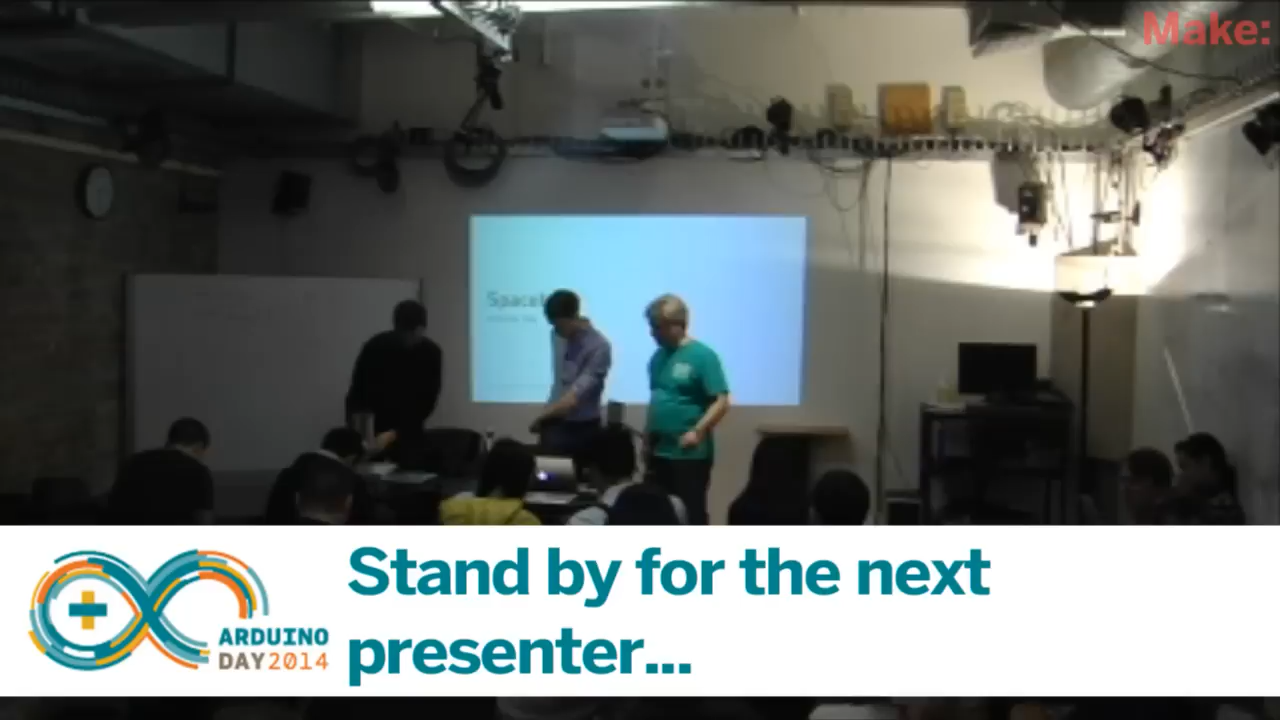 Make:
Stand by for the next
presenter...
ARDUINO
DAY2014